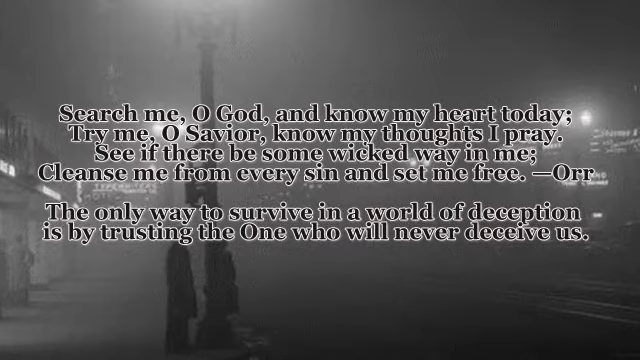 Search me, O God, and know my heart today;
Try me, O Savior, know my thoughts I pray.
See if there be some wicked way in me;
Cleanse me from every sin and set me free. —Orr
The only way to survive in a world of deception
is by trusting the One who will never deceive us.